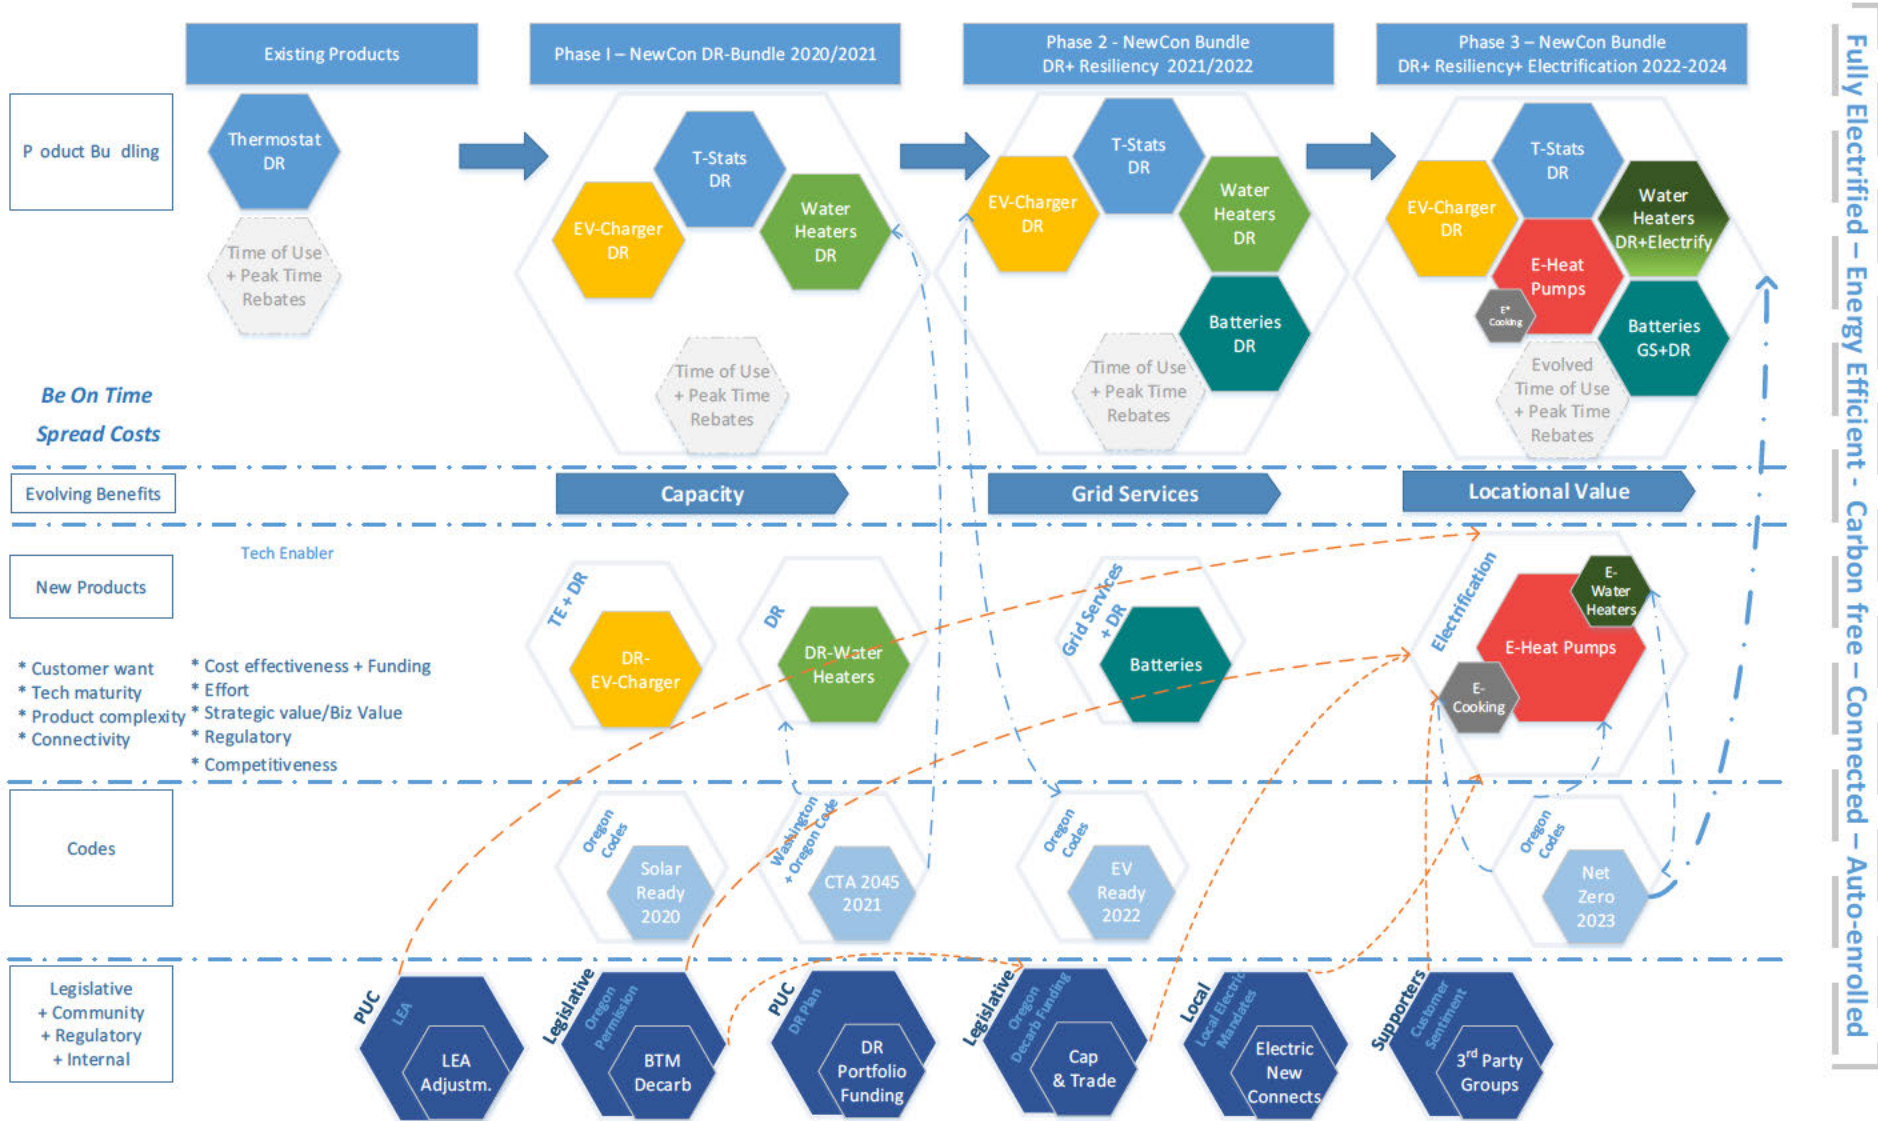 Existing Products
Phase I – NewCon DR-Bundle 2020/2021
Phase 2 - NewCon Bundle
DR+ Resiliency 2021/2022
Phase 3 – NewCon Bundle
DR+ Resiliency+ Electrification 2022-2024
P oduct Bu dling
Thermostat
DR
Time of Use
+ Peak Time
Rebates
T-Stats
DR
EV-Charger
DR
Water
Heaters
DR
Time of Use
+ Peak Time
Rebates
T-Stats
DR
EV-Charger
DR
Water
Heaters
DR
Batteries
DR
Time of Use
+ Peak Time
Rebates
T-Stats
DR
EV-Charger
DR
Water
Heaters
DR+Electrify
E-Heat
Pumps
E*
Cooking
Batteries
GS+DR
Evolved
Time of Use
+ Peak Time
Rebates
Be On Time
Spread Costs
Evolving Benefits
Capacity
Grid Services
Locational Value
New Products
Tech Enabler
* Customer want
* Tech maturity
* Product complexity
* Connectivity
* Cost effectiveness + Funding
* Effort
* Strategic value/Biz Value
* Regulatory
* Competitiveness
TE + DR
DR-
EV-Charger
DR
DR-Water
Heaters
Grid Services
+ DR
Batteries
Electrification
E-
Water
Heaters
E-Heat Pumps
E-
Cooking
Codes
Oregon
Codes
Solar
Ready
2020
Washington
+ Oregon Code
CTA 2045
2021
Oregon
Codes
EV
Ready
2022
Oregon
Codes
Net
Zero
2023
Legislative
+ Community
+ Regulatory
+ Internal
PUC
LEA
LEA
Adjustm.
Legislative
Oregon
Permission
BTM
Decarb
PUC
DR Plan
DR
Portfolio
Funding
Legislative
Oregon
Decarb Funding
Cap
& Trade
Local
Local Electric
Mandates
Electric
New
Connects
Supporters
Customer
Sentiment
3rd Party
Groups
Fully Electrified – Energy Efficient - Carbon free – Connected – Auto-enrolled